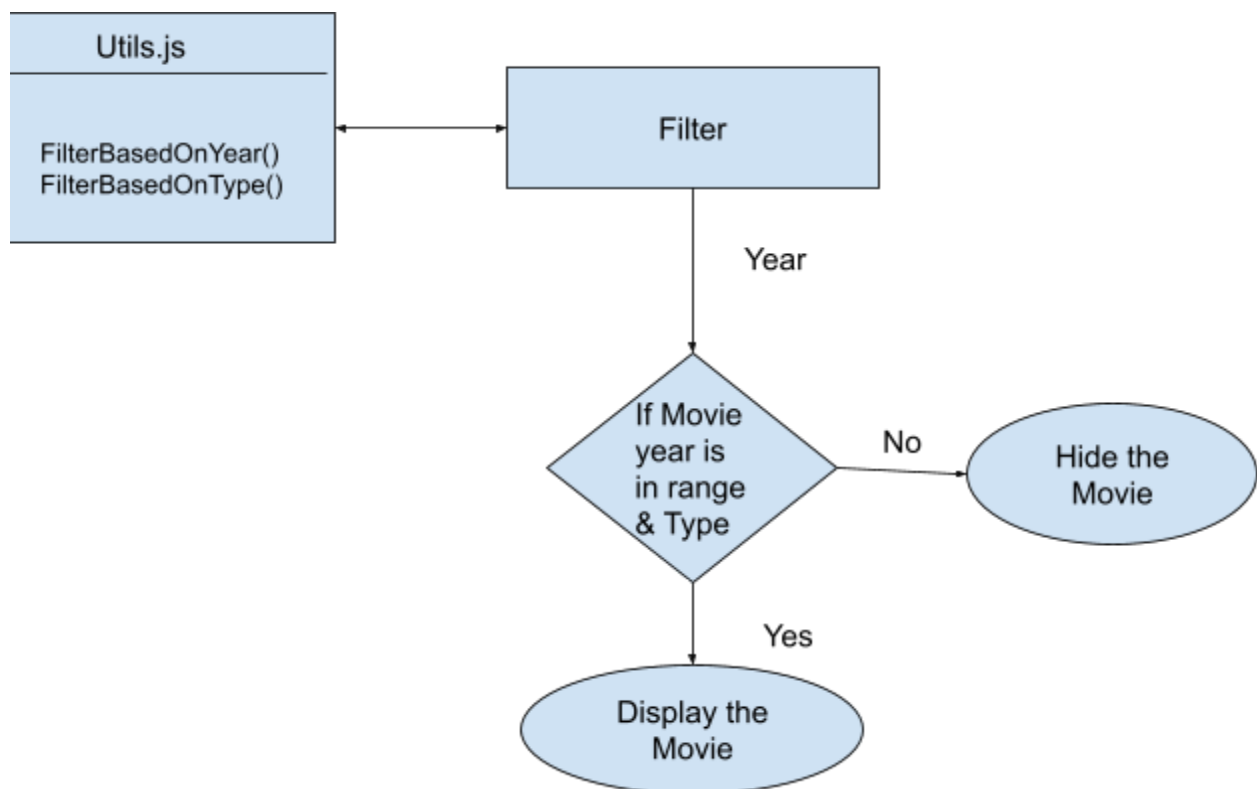 Utils.js
FilterBasedOnYear()
FilterBasedOnType()
Filter
Year
If Movie
year is
in range
& Type
No
Hide the
Movie
Yes
Display the
Movie